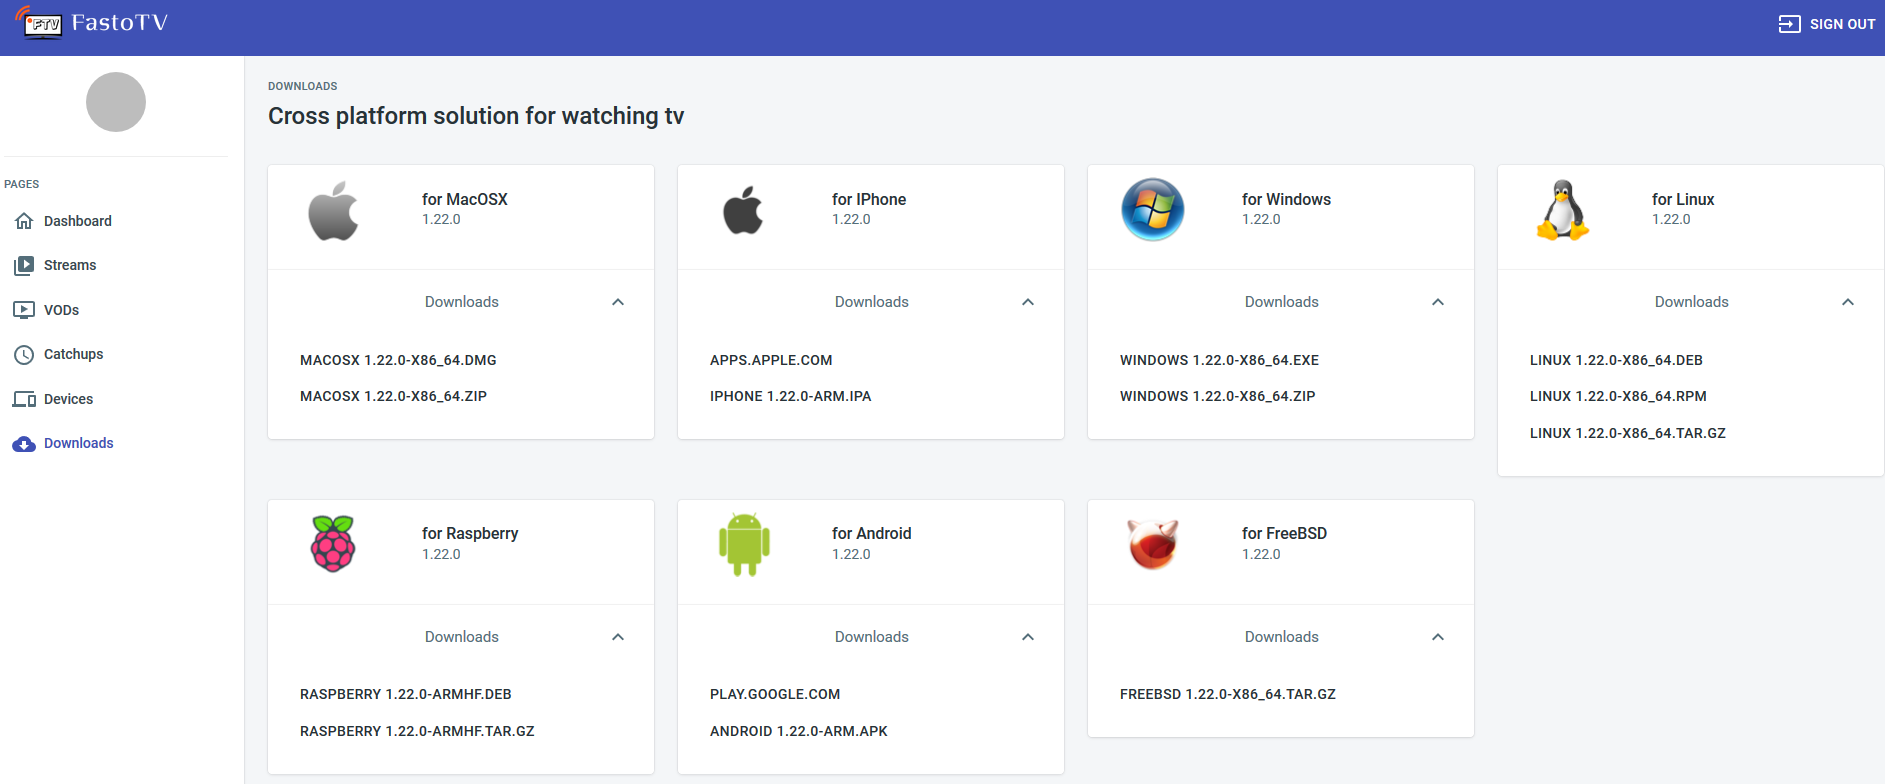 FTV FastoTV
SIGN OUT
PAGES
Dashboard
Streams
VODs
Catchups
Devices
Downloads
DOWNLOADS
Cross platform solution for watching tv
for MacOSX
1.22.0
Downloads
MACOSX 1.22.0-X86_64.DMG
MACOSX 1.22.0-X86_64.ZIP
for IPhone
1.22.0
Downloads
APPS.APPLE.COM
IPHONE 1.22.0-ARM.IPA
for Windows
1.22.0
Downloads
WINDOWS 1.22.0-X86_64.EXE
WINDOWS 1.22.0-X86_64.ZIP
for Linux
1.22.0
Downloads
LINUX 1.22.0-X86_64.DEB
LINUX 1.22.0-X86_64.RPM
LINUX 1.22.0-X86_64.TAR.GZ
for Raspberry
1.22.0
Downloads
RASPBERRY 1.22.0-ARMHF.DEB
RASPBERRY 1.22.0-ARMHF.TAR.GZ
for Android
1.22.0
Downloads
PLAY.GOOGLE.COM
ANDROID 1.22.0-ARM.APK
for FreeBSD
1.22.0
Downloads
FREEBSD 1.22.0-X86_64.TAR.GZ